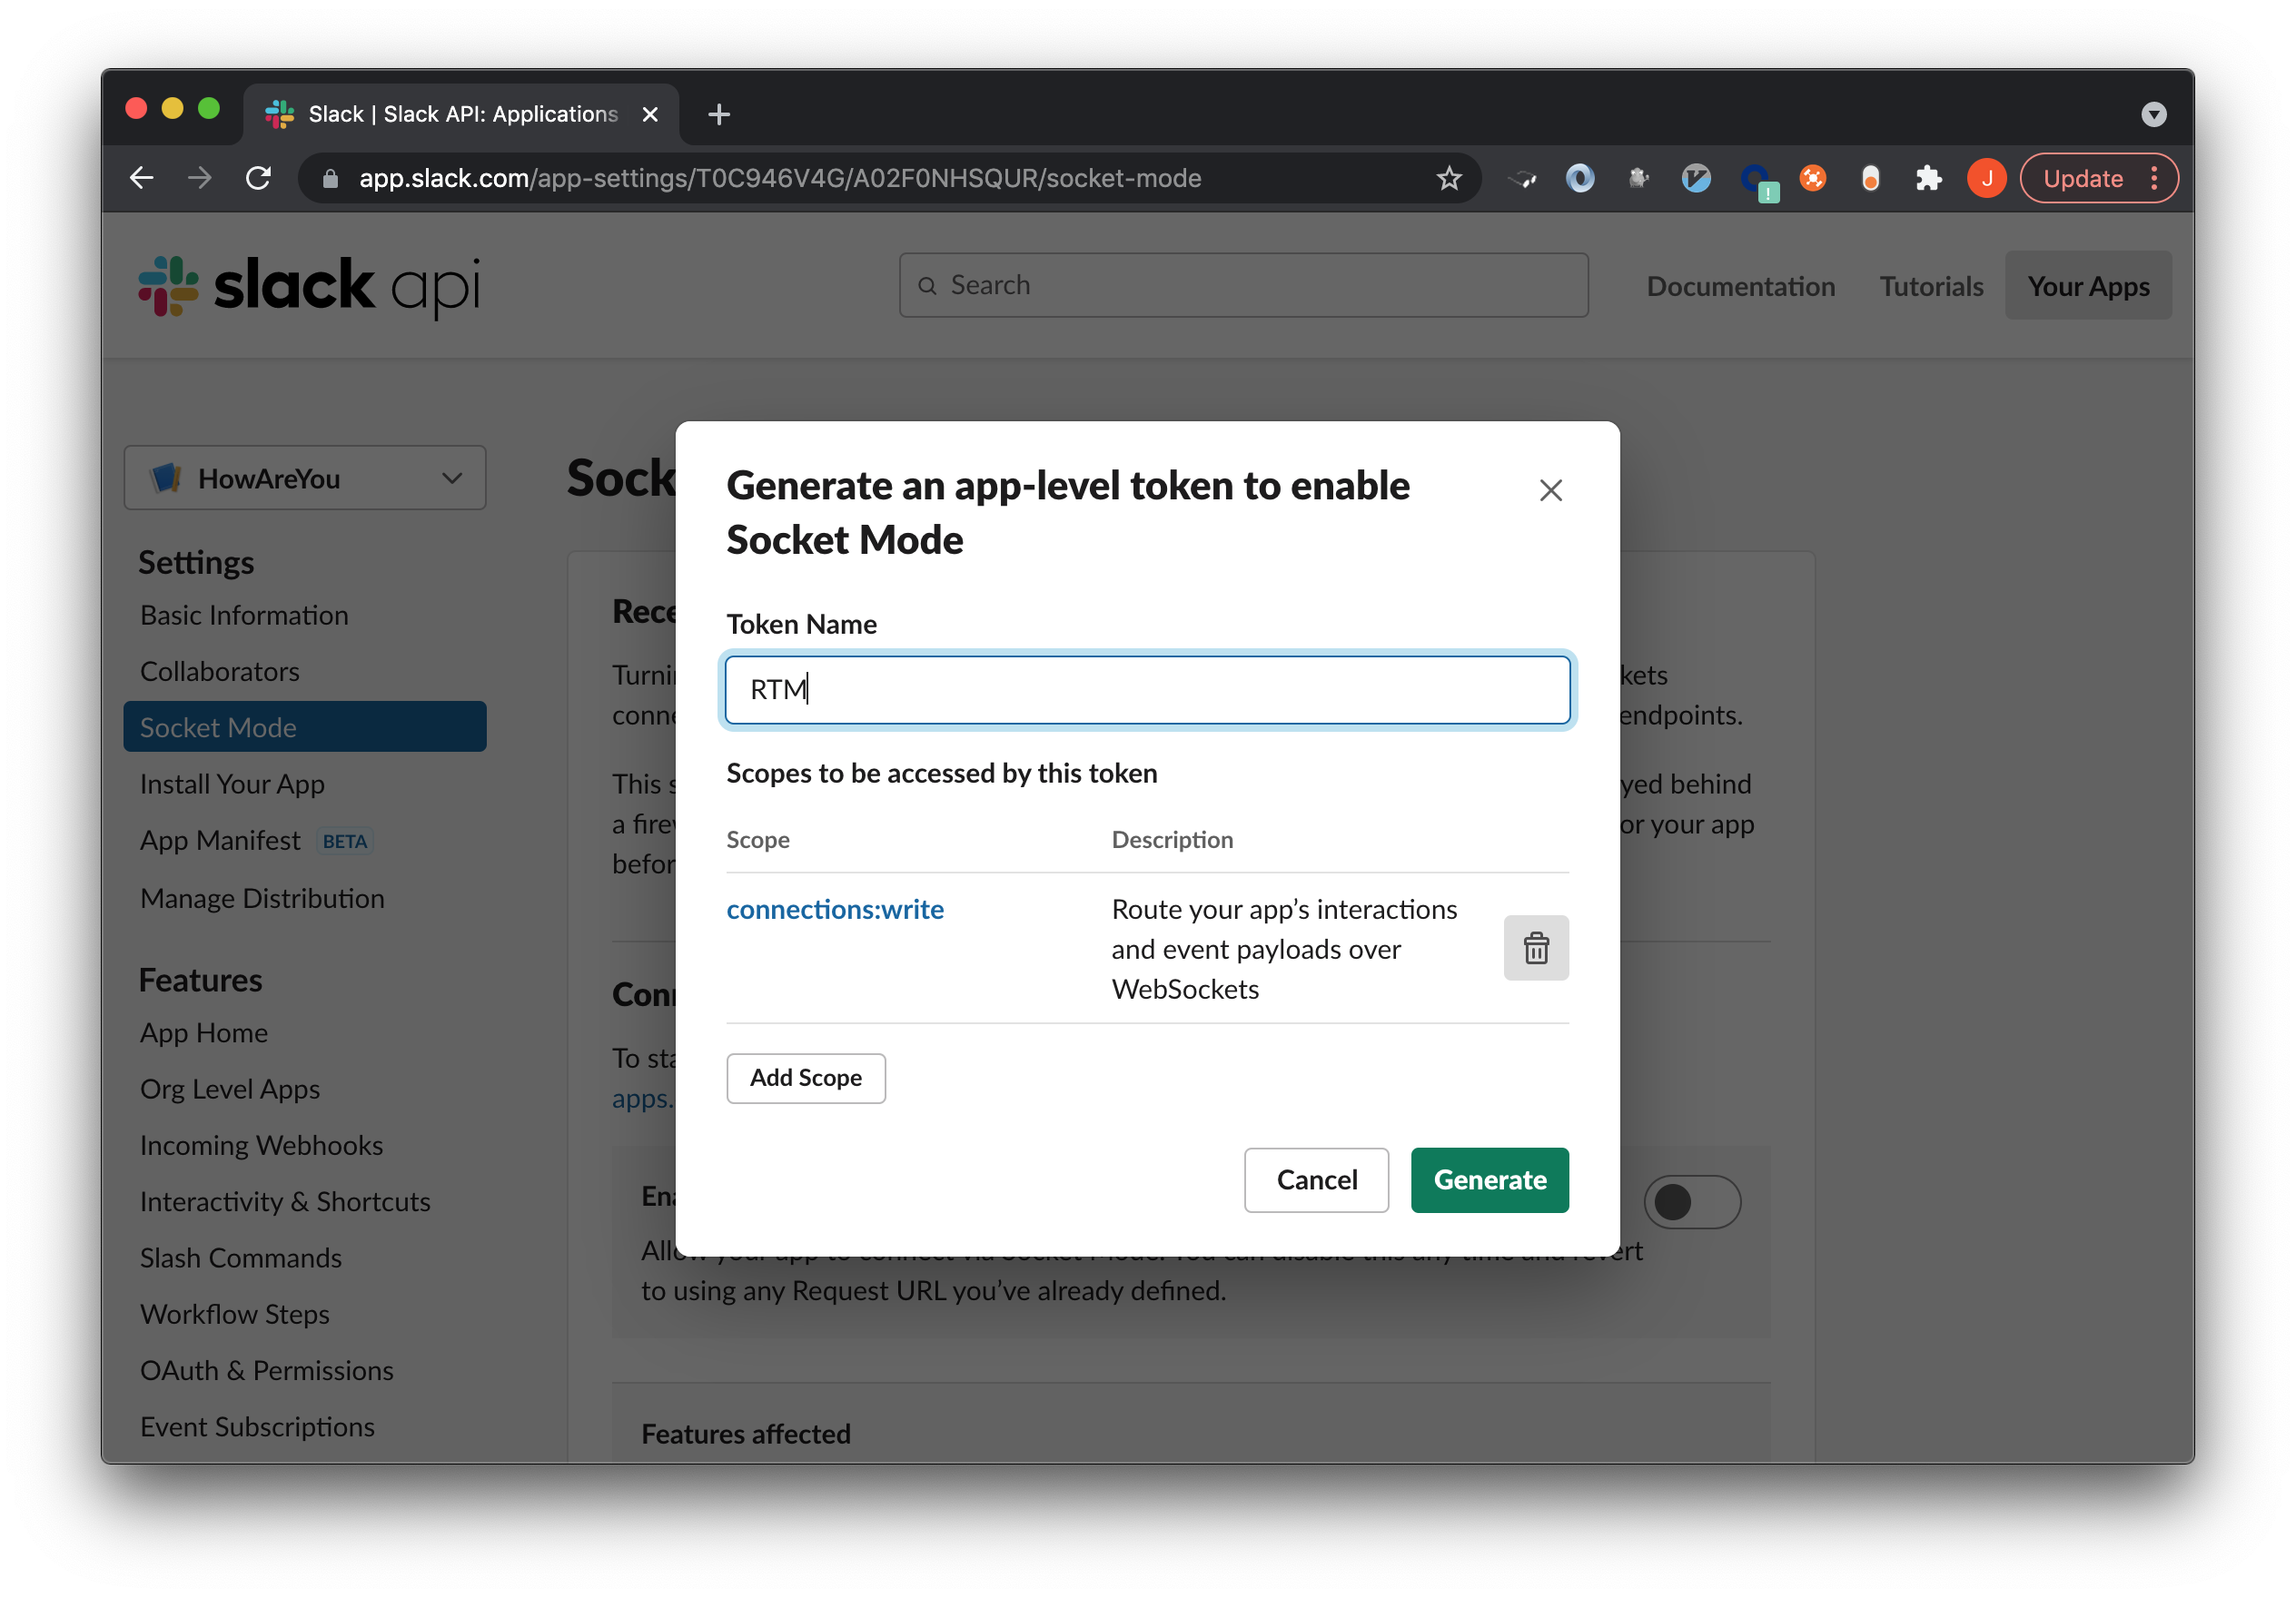 Slack | Slack API: Applications
app.slack.com/app-settings/T0C946V4G/A02F0NHSQUR/socket-mode
J
Update
slack api
Search
Documentation
Tutorials
Your Apps
HowAreYou
Settings
Basic Information
Collaborators
Socket Mode
Install Your App
App Manifest BETA
Manage Distribution
Features
App Home
Org Level Apps
Incoming Webhooks
Interactivity & Shortcuts
Slash Commands
Workflow Steps
OAuth & Permissions
Event Subscriptions
Sock
Generate an app-level token to enable
Socket Mode
Token Name
RTM
Scopes to be accessed by this token
Scope Description
connections:write
Route your app’s interactions
and event payloads over
WebSockets
Add Scope
Cancel
Generate
Rece
Turni
kets
conne
endpoints.
This s
yed behind
a firew
or your app
befor
Conn
To sta
apps.
Ena
Allow your app to connect via Socket Mode. You can disable this any time and revert
to using any Request URL you’ve already defined.
Features affected